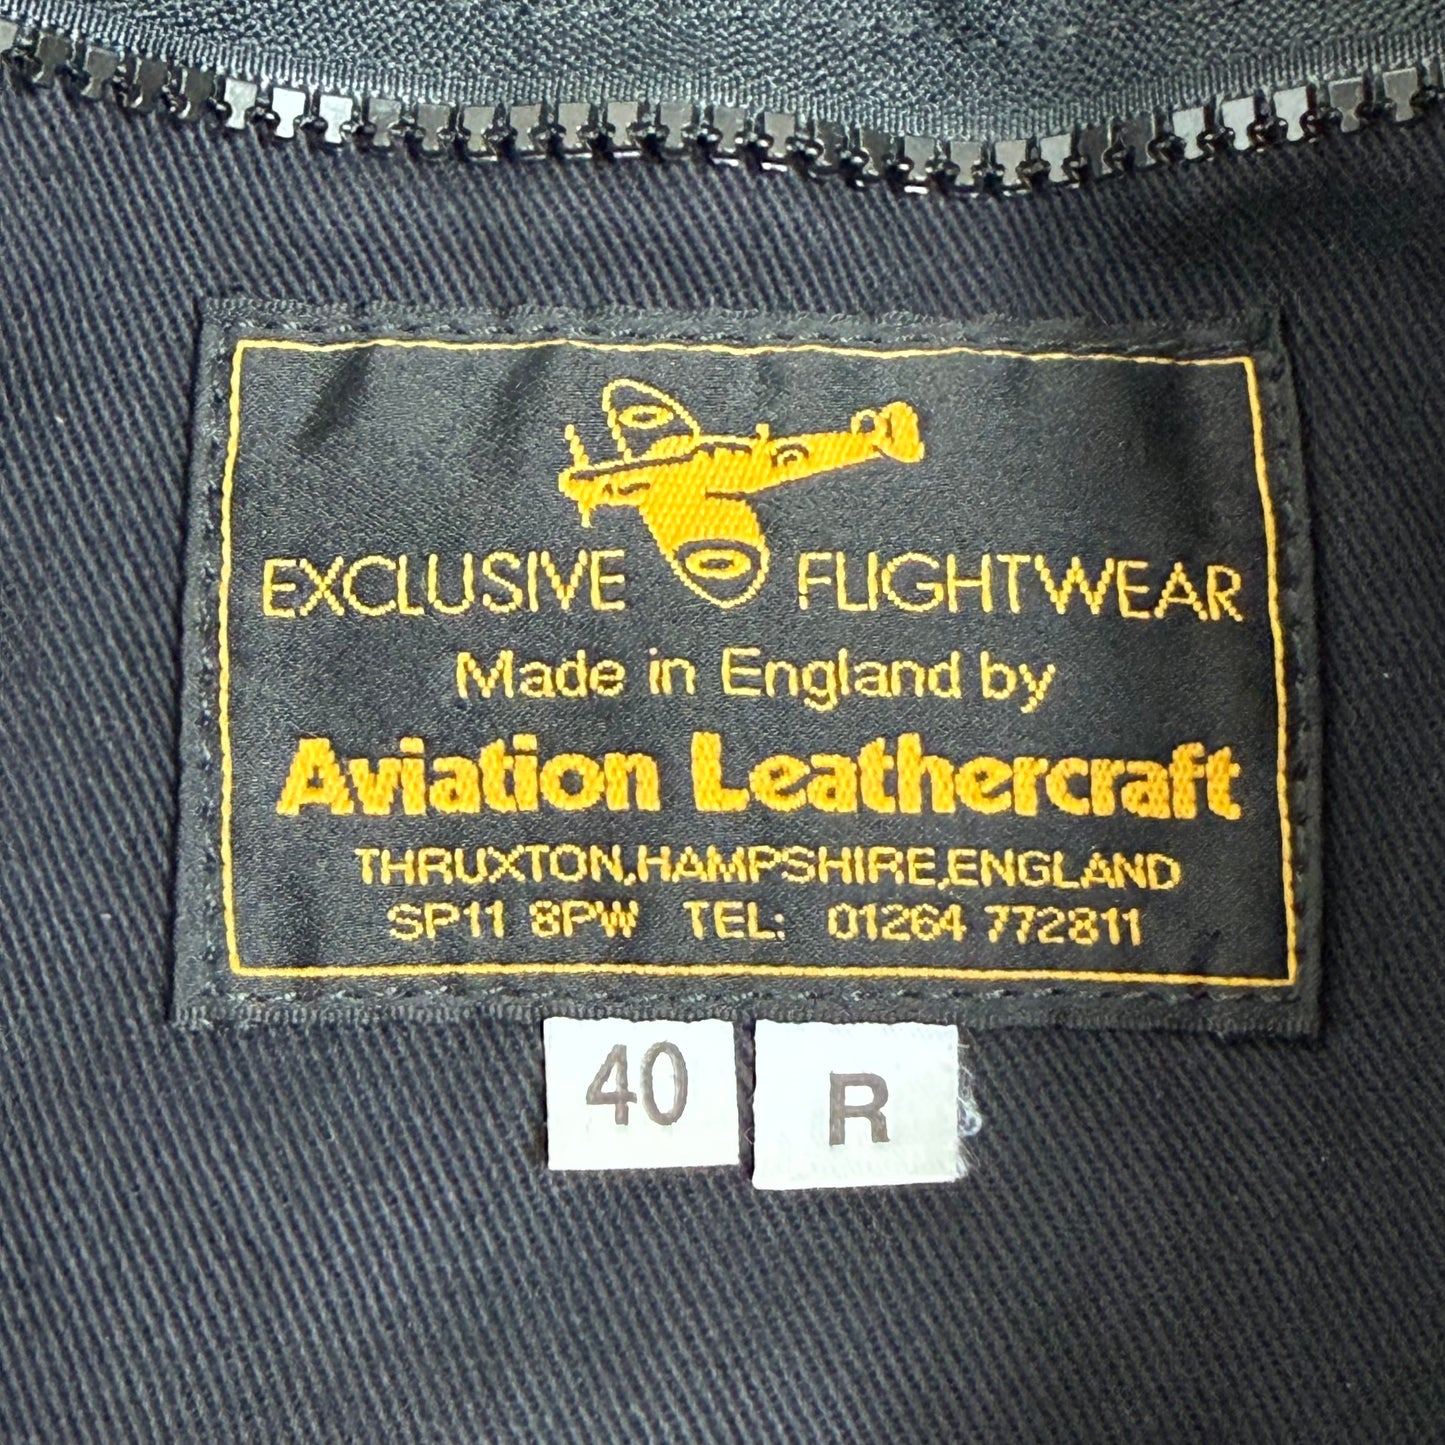 EXCLUSIVE FLIGHTWEAR
Made in England by
Aviation Leathercraft
THRUXTON,HAMPSHIRE,ENGLAND
SP11 8PW TEL: 01264 772811
40 R